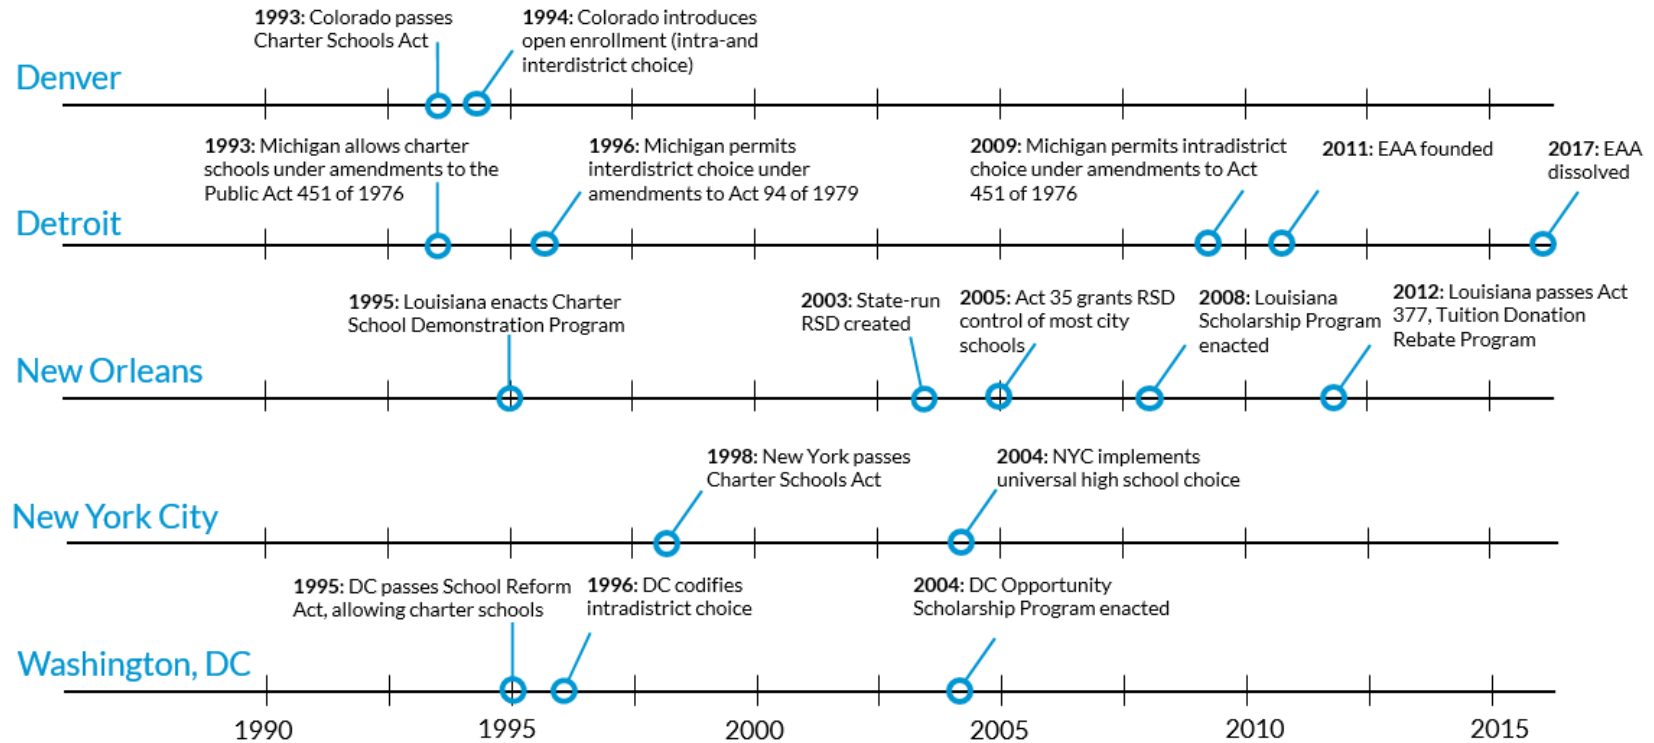 1993: Colorado passes
Charter Schools Act
1994: Colorado introduces
open enrollment (intra-and
interdistrict choice)
Denver
1993: Michigan allows charter
schools under amendments to the
Public Act 451 of 1976
1996: Michigan permits
interdistrict choice under
amendments to Act 94 of 1979
2009: Michigan permits intradistrict
choice under amendments to Act
451 of 1976
2011: EAA founded
2017: EAA
dissolved
Detroit
1995: Louisiana enacts Charter
School Demonstration Program
2003: State-run
RSD created
2005: Act 35 grants RSD
control of most city
schools
2008: Louisiana
Scholarship Program
enacted
2012: Louisiana passes Act
377, Tuition Donation
Rebate Program
New Orleans
1998: New York passes
Charter Schools Act
2004: NYC implements
universal high school choice
New York City
1995: DC passes School Reform
Act, allowing charter schools
1996: DC codifies
intradistrict choice
2004: DC Opportunity
Scholarship Program enacted
Washington, DC
1990 1995 2000 2005 2010 2015